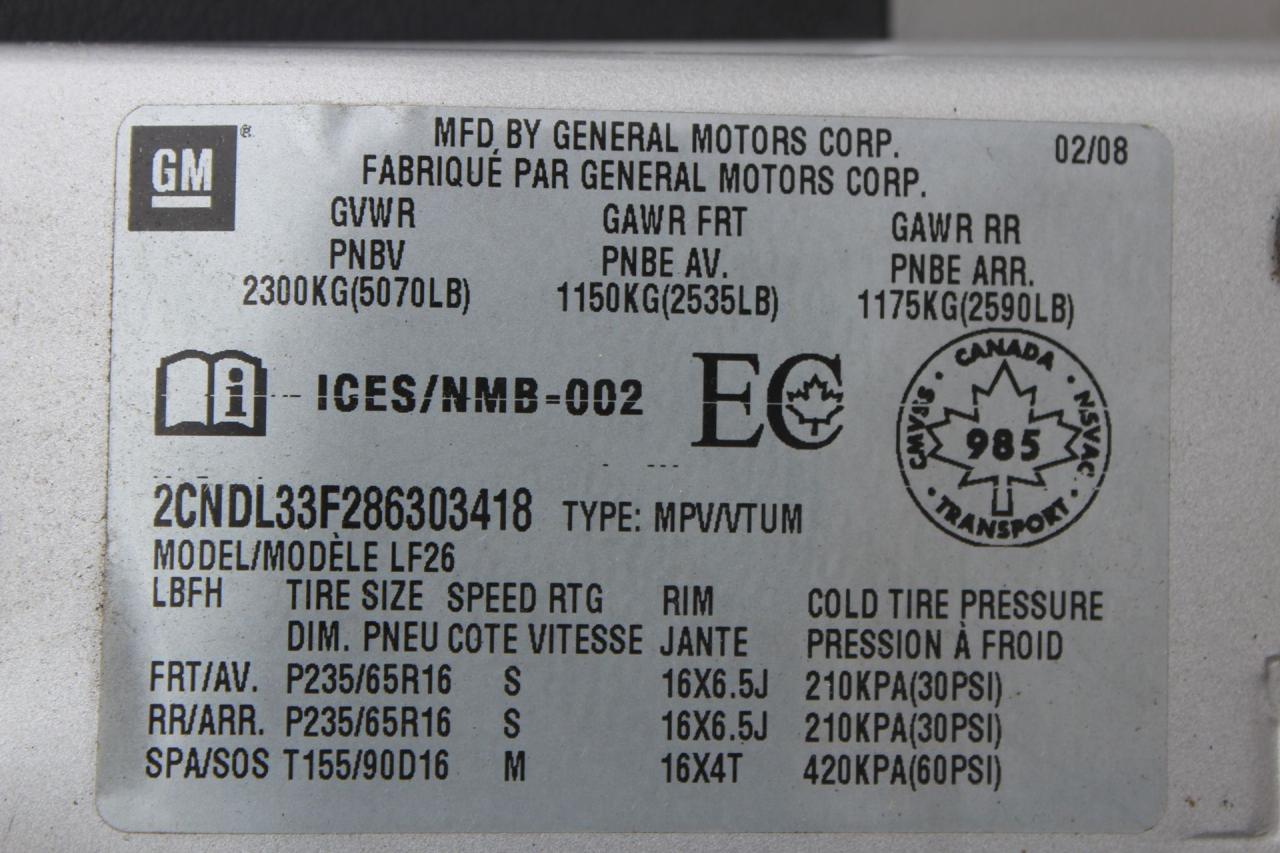 GM ®
MFD BY GENERAL MOTORS CORP. 02/08
FABRIQUÉ PAR GENERAL MOTORS CORP.
GVWR GAWR FRT GAWR RR
PNBV PNBE AV. PNBE ARR.
2300KG(5070LB) 1150KG(2535LB) 1175KG(2590LB)
i ICES/NMB-002 EC
CANADA
CMVSS 985 NSVAC
TRANSPORT
2CNDL33F286303418 TYPE: MPV/VTUM
MODEL/MODÈLE LF26
LBFH TIRE SIZE SPEED RTG RIM COLD TIRE PRESSURE
DIM. PNEU COTE VITESSE JANTE PRESSION À FROID
FRT/AV. P235/65R16 S 16X6.5J 210KPA(30PSI)
RR/ARR. P235/65R16 S 16X6.5J 210KPA(30PSI)
SPA/SOS T155/90D16 M 16X4T 420KPA(60PSI)